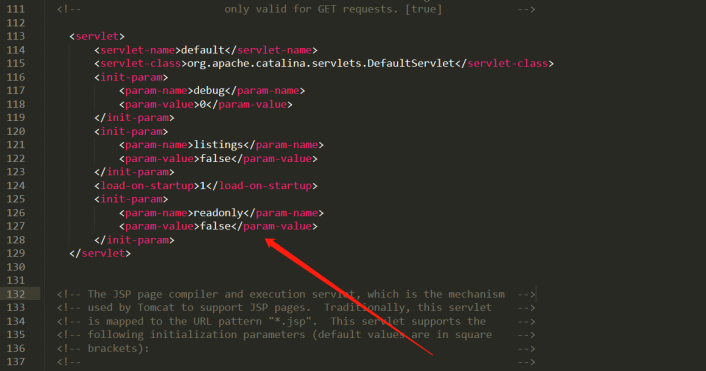 111 <!-- only valid for GET requests. [true] -->
112
113 <servlet>
114 <servlet-name>default</servlet-name>
115 <servlet-class>org.apache.catalina.servlets.DefaultServlet</servlet-class>
116 <init-param>
117 <param-name>debug</param-name>
118 <param-value>0</param-value>
119 </init-param>
120 <init-param>
121 <param-name>listings</param-name>
122 <param-value>false</param-value>
123 </init-param>
124 <load-on-startup>1</load-on-startup>
125 <init-param>
126 <param-name>readonly</param-name>
127 <param-value>false</param-value>
128 </init-param>
129 </servlet>
130
131
132 <!-- The JSP page compiler and execution servlet, which is the mechanism -->
133 <!-- used by Tomcat to support JSP pages. Traditionally, this servlet -->
134 <!-- is mapped to the URL pattern "*.jsp". This servlet supports the -->
135 <!-- following initialization parameters (default values are in square -->
136 <!-- brackets): -->
137 <!-- -->